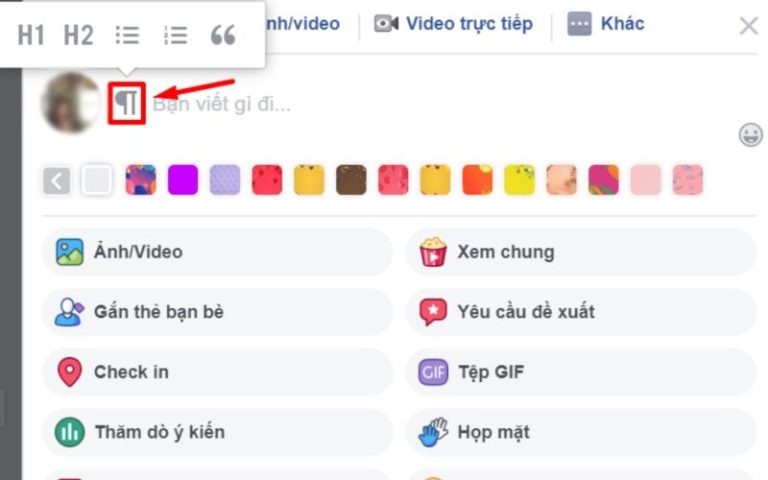 H1 H2
nh/video Video trực tiếp Khác
Bạn viết gì đi...
Ảnh/Video Xem chung
Gắn thẻ bạn bè Yêu cầu đề xuất
Check in GIF Tệp GIF
Thăm dò ý kiến Họp mặt